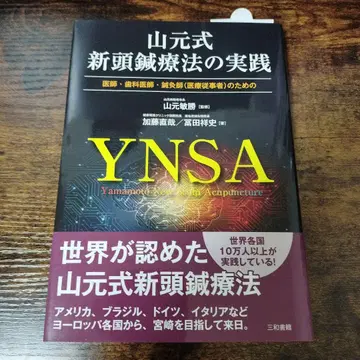 山元式
新頭鍼療法の実践
医師・歯科医師・鍼灸師(医療従事者)のための
山元敏勝
加藤直哉/冨田祥史
YNSA
Yamamoto New Scalp Acupuncture
世界が認めた
山元式新頭鍼療法
世界各国
10万人以上が
実践している!
アメリカ、ブラジル、ドイツ、イタリアなど
ヨーロッパ各国から、宮崎を目指して来日。
三和書籍